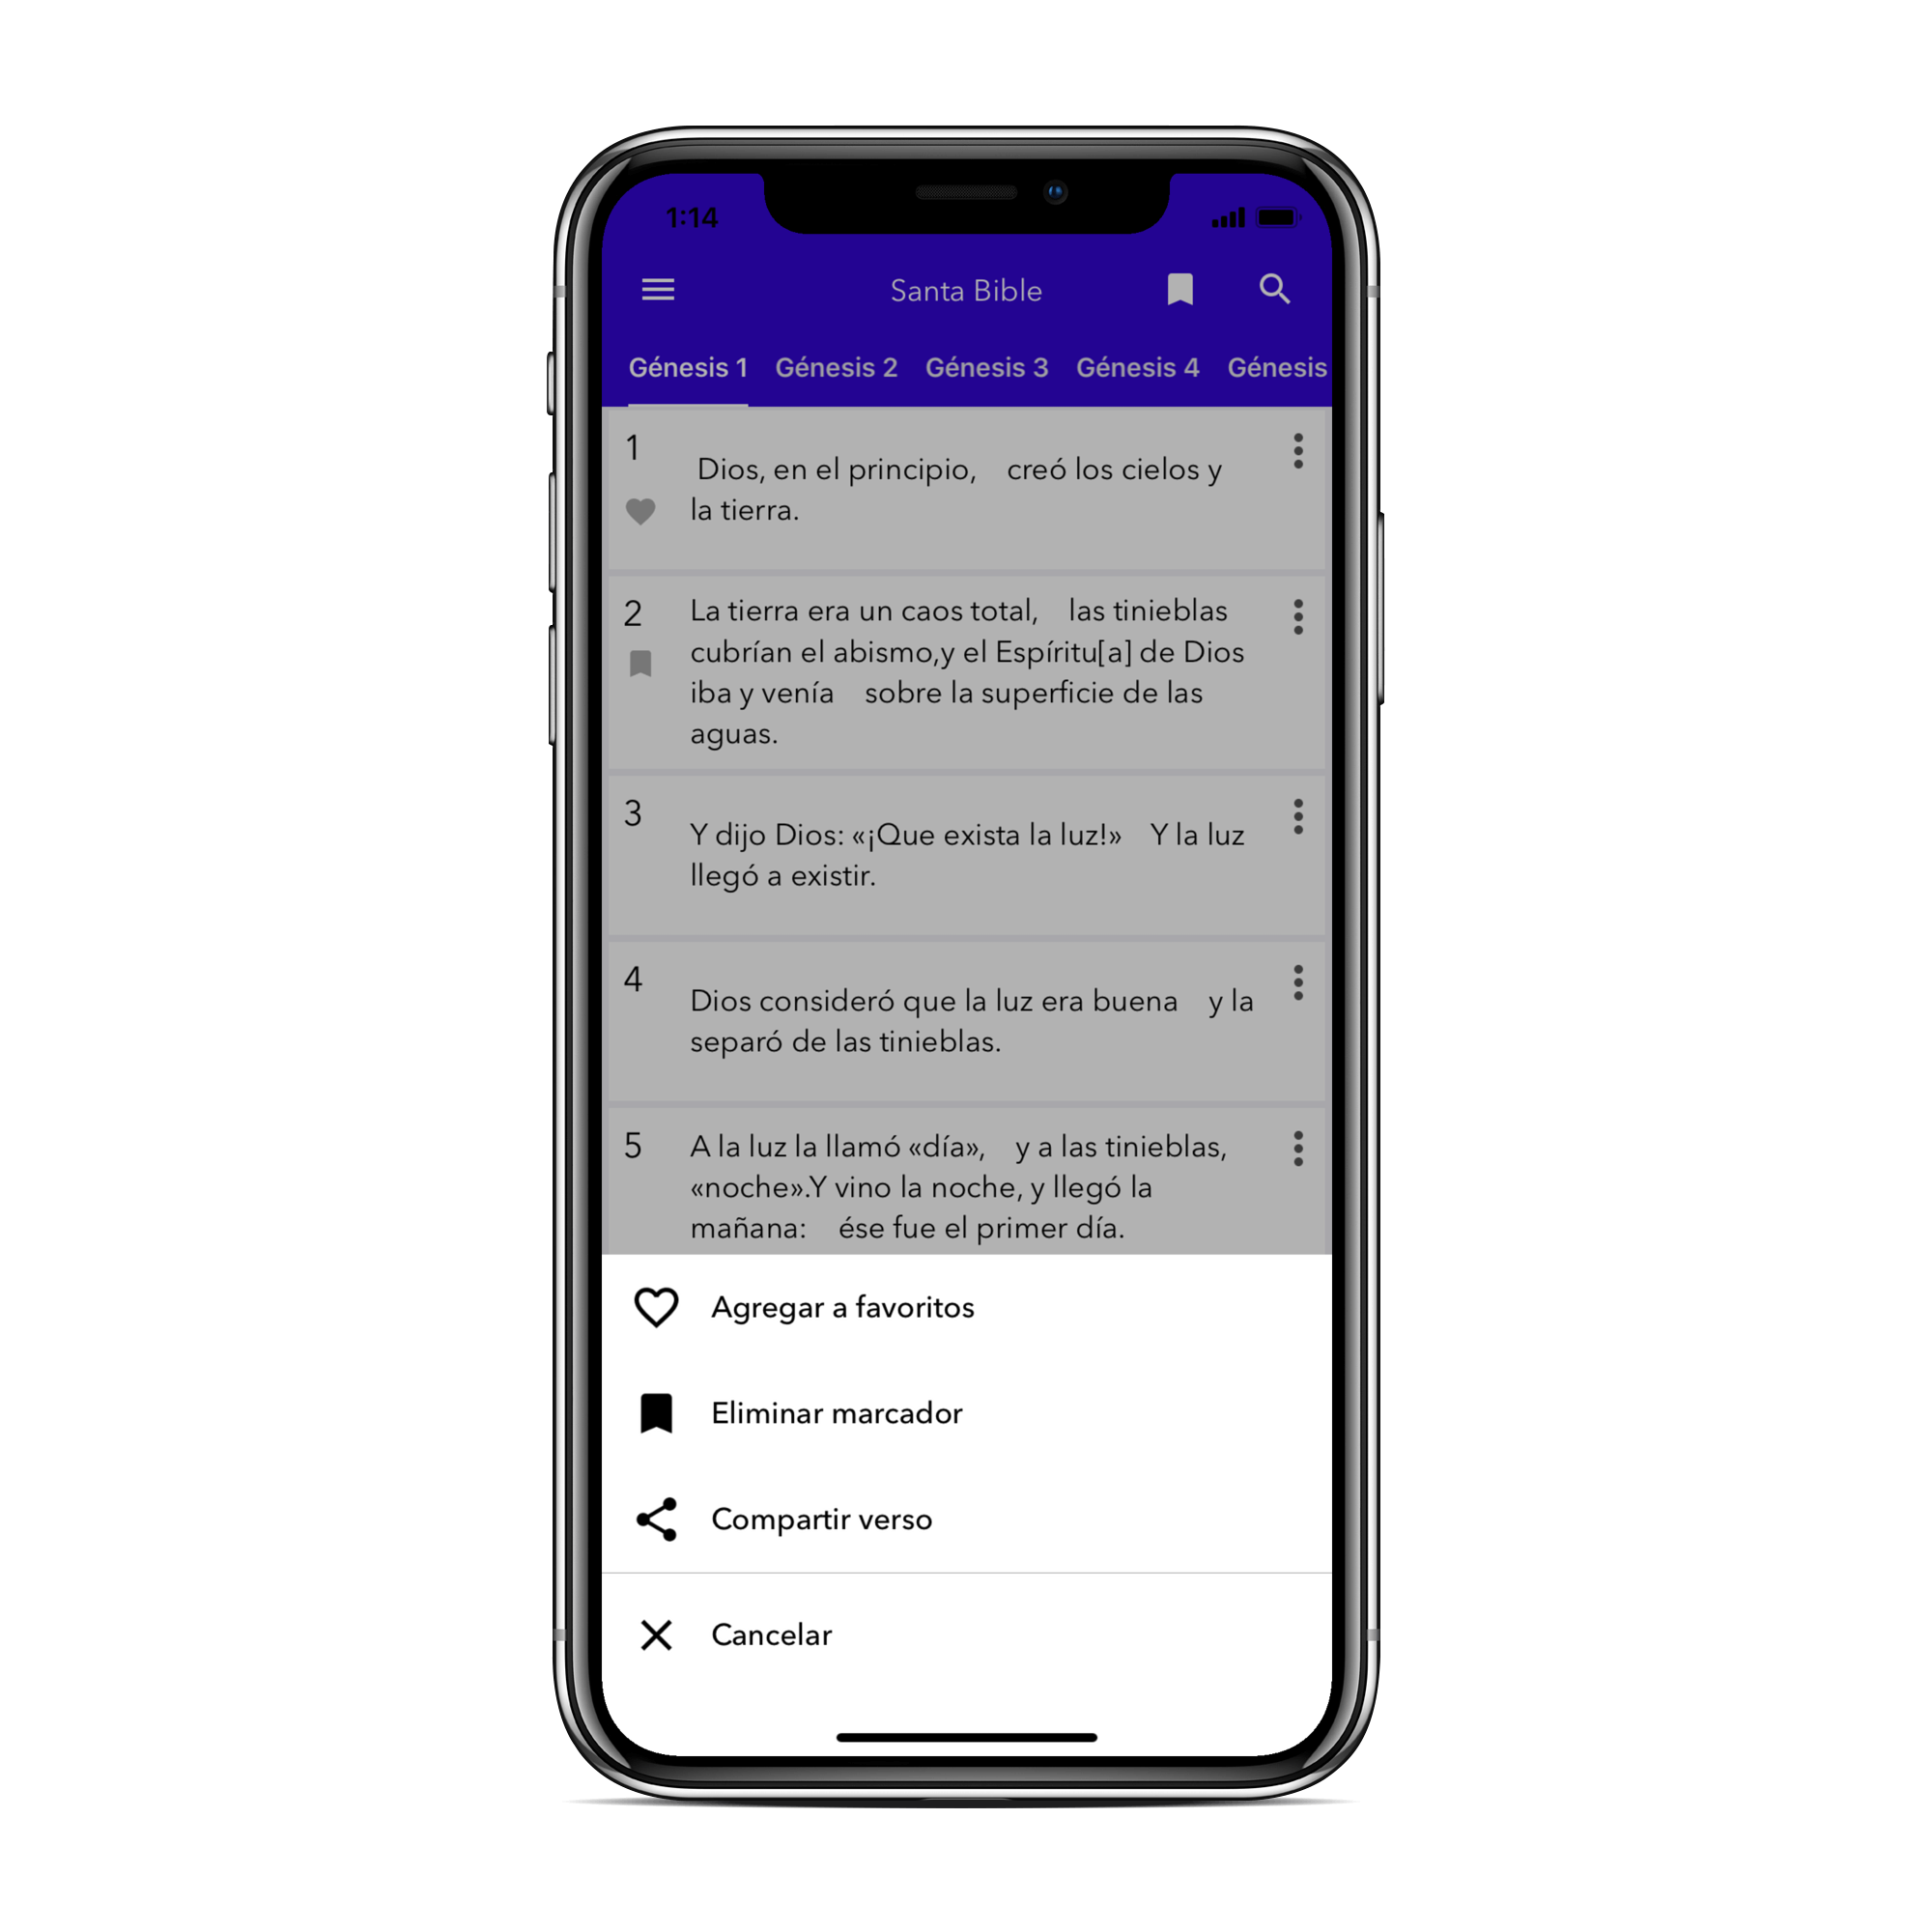 1:14
Santa Bible
Génesis 1 Génesis 2 Génesis 3 Génesis 4 Génesis
1 Dios, en el principio, creó los cielos y
la tierra.
2 La tierra era un caos total, las tinieblas
cubrían el abismo,y el Espíritu[a] de Dios
iba y venía sobre la superficie de las
aguas.
3 Y dijo Dios: «¡Que exista la luz!» Y la luz
llegó a existir.
4 Dios consideró que la luz era buena y la
separó de las tinieblas.
5 A la luz la llamó «día», y a las tinieblas,
«noche».Y vino la noche, y llegó la
mañana: ése fue el primer día.
Agregar a favoritos
Eliminar marcador
Compartir verso
Cancelar